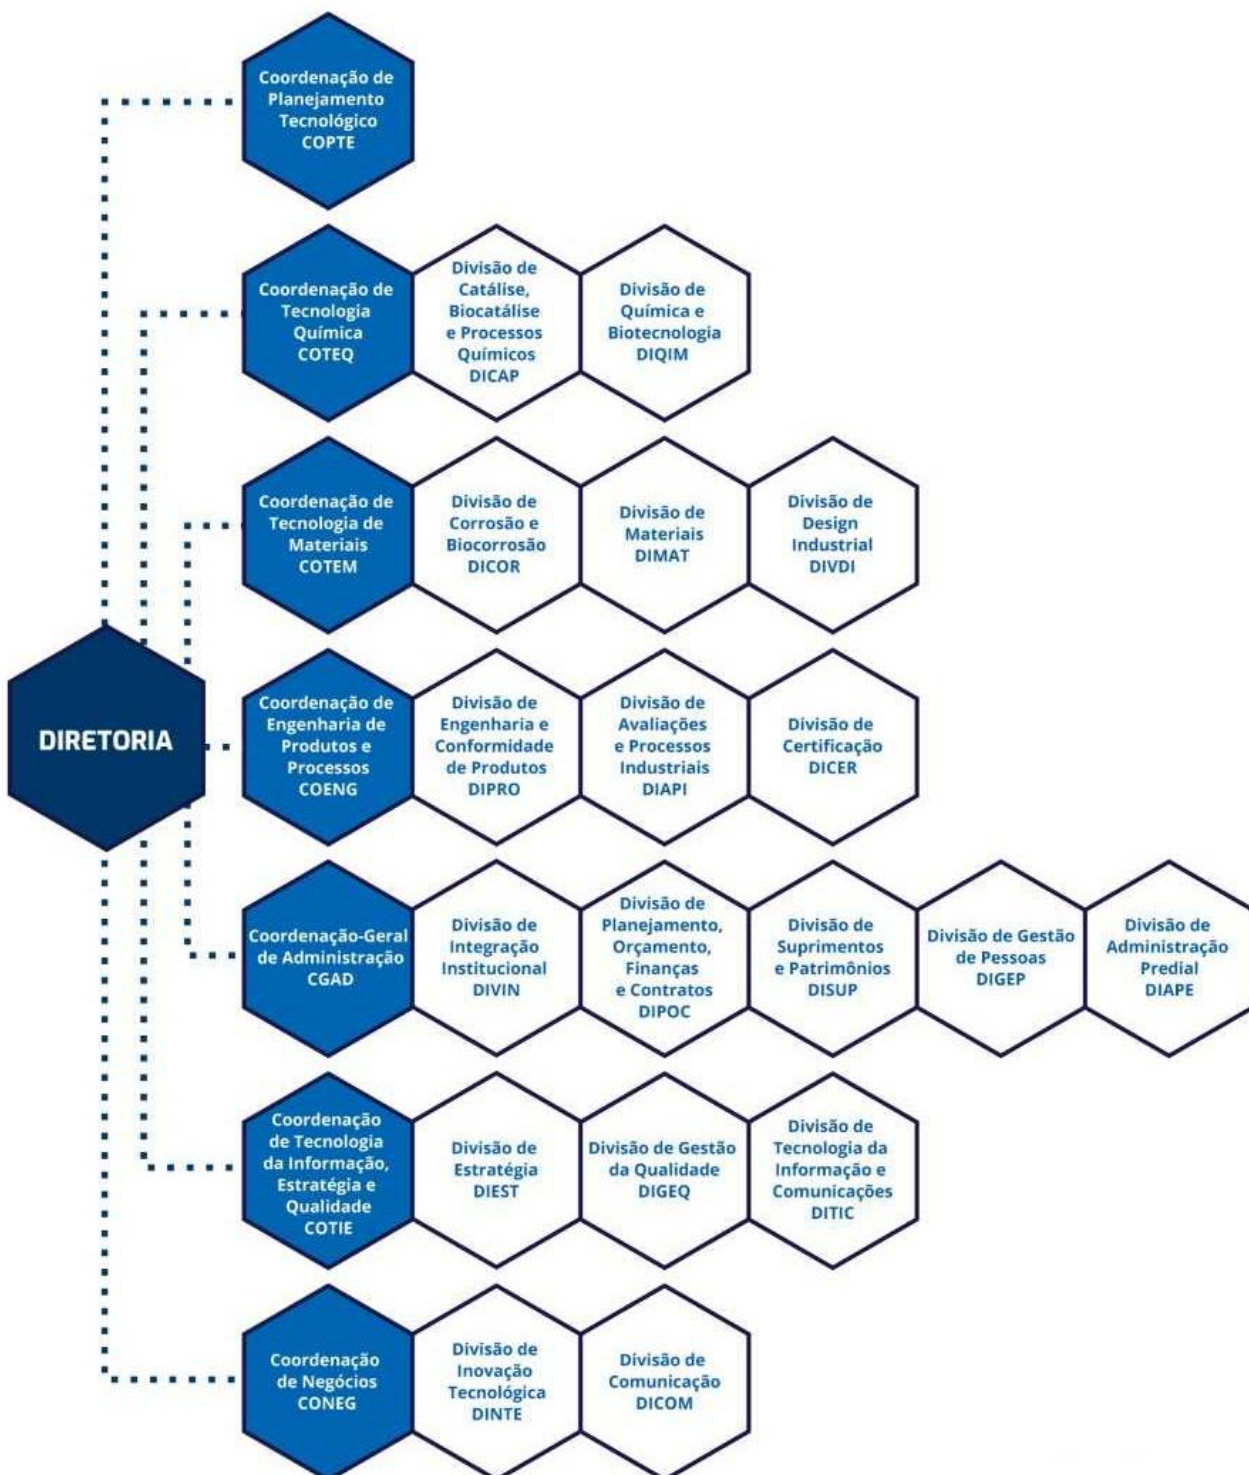 Coordenação de
Planejamento
Tecnológico
COPTE
Coordenação de
Tecnologia
Química
COTEQ
Divisão de
Catálise,
Biocatálise
e Processos
Químicos
DICAP
Divisão de
Química e
Biotecnologia
DIQIM
Coordenação de
Tecnologia de
Materiais
COTEM
Divisão de
Corrosão e
Biocorrosão
DICOR
Divisão de
Materiais
DIMAT
Divisão de
Design
Industrial
DIVDI
DIRETORIA
Coordenação de
Engenharia de
Produtos e
Processos
COENG
Divisão de
Engenharia e
Conformidade
de Produtos
DIPRO
Divisão de
Avaliações
e Processos
Industriais
DIAPI
Divisão de
Certificação
DICER
Coordenação-Geral
de Administração
CGAD
Divisão de
Integração
Institucional
DIVIN
Divisão de
Planejamento,
Orçamento,
Finanças
e Contratos
DIPOC
Divisão de
Suprimentos
e Patrimônios
DISUP
Divisão de Gestão
de Pessoas
DIGEP
Divisão de
Administração
Predial
DIAPE
Coordenação
de Tecnologia
da Informação,
Estratégia e
Qualidade
COTIE
Divisão de
Estratégia
DIEST
Divisão de Gestão
da Qualidade
DIGEQ
Divisão de
Tecnologia da
Informação e
Comunicações
DITIC
Coordenação
de Negócios
CONEG
Divisão de
Inovação
Tecnológica
DINTE
Divisão de
Comunicação
DICOM